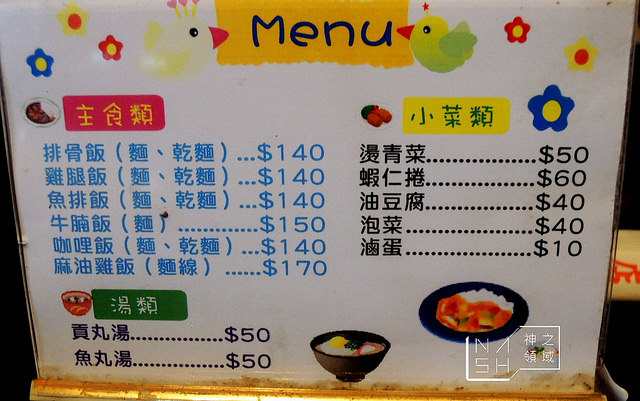 Menu
主食類
排骨飯（麵、乾麵）...$140
雞腿飯（麵、乾麵）...$140
魚排飯（麵、乾麵）...$140
牛腩飯（麵）..............$150
咖哩飯（麵、乾麵）...$140
麻油雞飯（麵線）......$170
湯類
貢丸湯.................$50
魚丸湯.................$50
小菜類
燙青菜.................$50
蝦仁捲.................$60
油豆腐.................$40
泡菜....................$40
滷蛋....................$10
NASH
神之領域
店